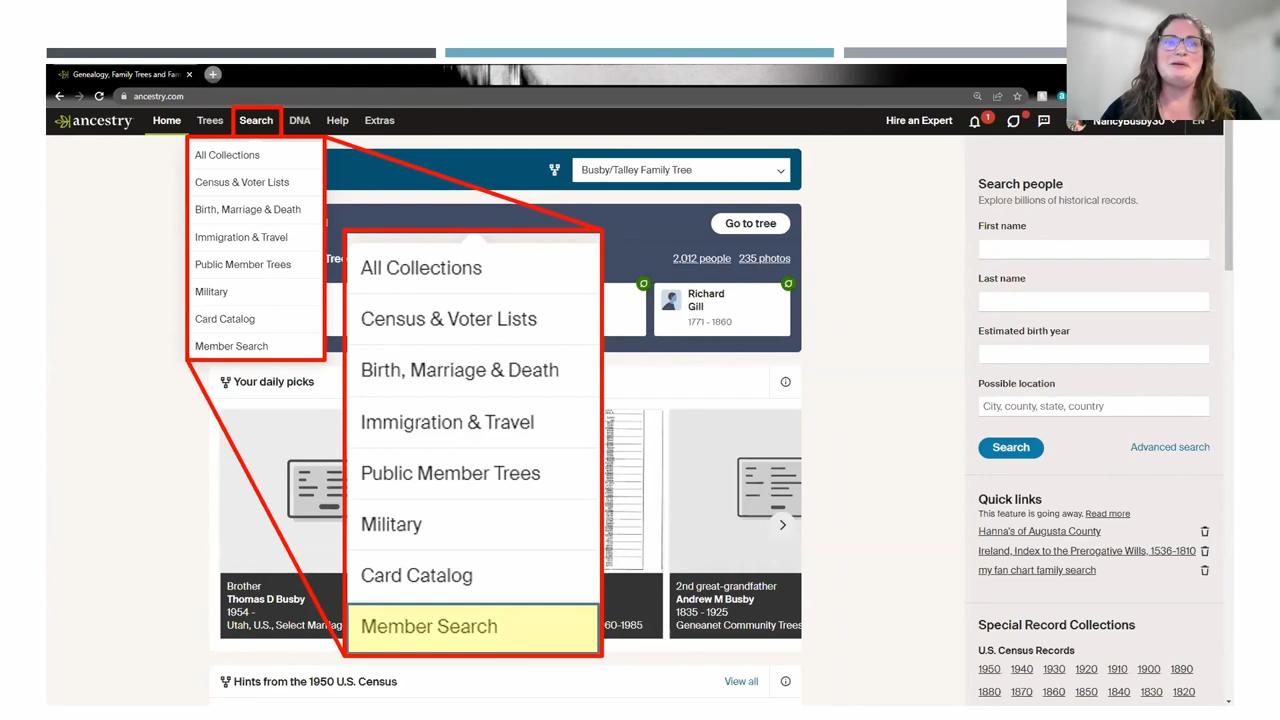 Genealogy, Family Trees and Fam
ancestry.com
ancestry
Home
Trees
Search
DNA
Help
Extras
Hire an Expert
1
NancyBusby30
EN
All Collections
Census & Voter Lists
Birth, Marriage & Death
Immigration & Travel
Public Member Trees
Military
Card Catalog
Member Search
Busby/Talley Family Tree
Go to tree
2,012 people
235 photos
Richard
Gill
1771 - 1860
All Collections
Census & Voter Lists
Birth, Marriage & Death
Immigration & Travel
Public Member Trees
Military
Card Catalog
Member Search
Your daily picks
Brother
Thomas D Busby
1954 -
Utah, U.S., Select Marriag
60-1985
2nd great-grandfather
Andrew M Busby
1835 - 1925
Geneanet Community Trees
Hints from the 1950 U.S. Census
View all
Search people
Explore billions of historical records.
First name
Last name
Estimated birth year
Possible location
City, county, state, country
Search
Advanced search
Quick links
This feature is going away. Read more
Hanna's of Augusta County
Ireland, Index to the Prerogative Wills, 1536-1810
my fan chart family search
Special Record Collections
U.S. Census Records
1950 1940 1930 1920 1910 1900 1890
1880 1870 1860 1850 1840 1830 1820